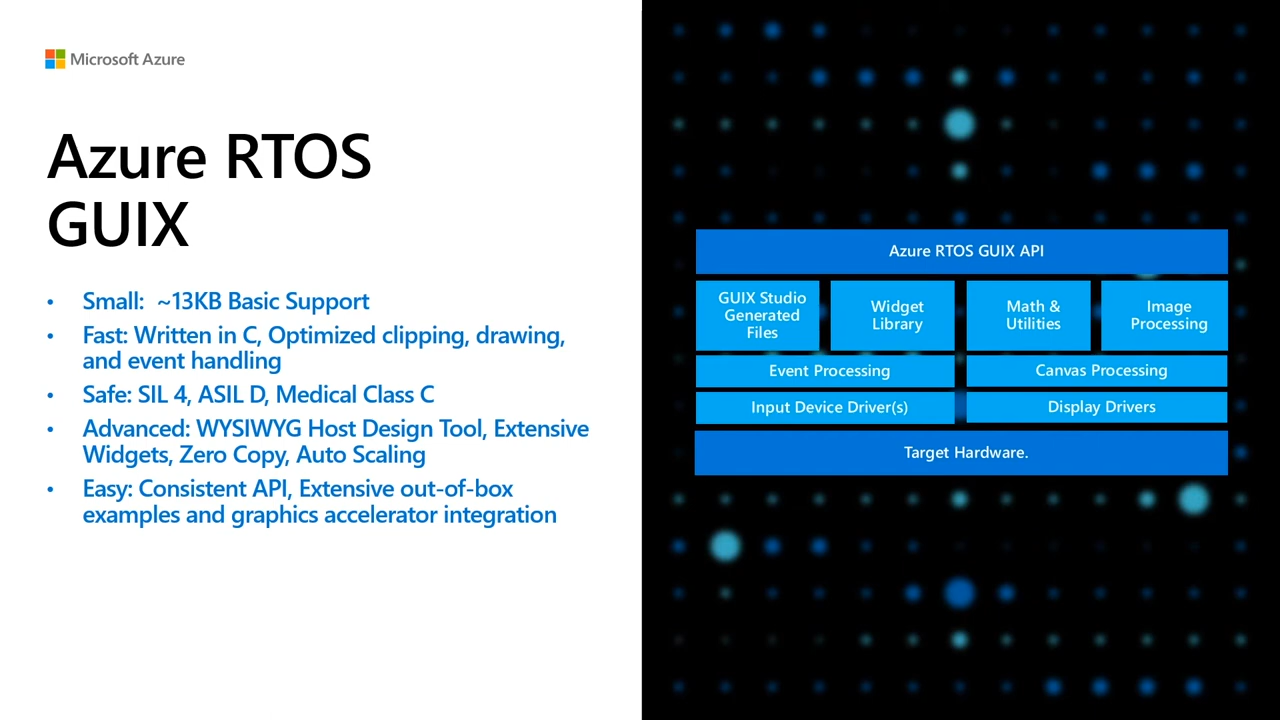 Microsoft Azure
Azure RTOS
GUIX
• Small:  ~13KB Basic Support
• Fast: Written in C, Optimized clipping, drawing,
and event handling
• Safe: SIL 4, ASIL D, Medical Class C
• Advanced: WYSIWYG Host Design Tool, Extensive
Widgets, Zero Copy, Auto Scaling
• Easy: Consistent API, Extensive out-of-box
examples and graphics accelerator integration
Azure RTOS GUIX API
GUIX Studio
Generated
Files
Widget
Library
Math &
Utilities
Image
Processing
Event Processing
Canvas Processing
Input Device Driver(s)
Display Drivers
Target Hardware.